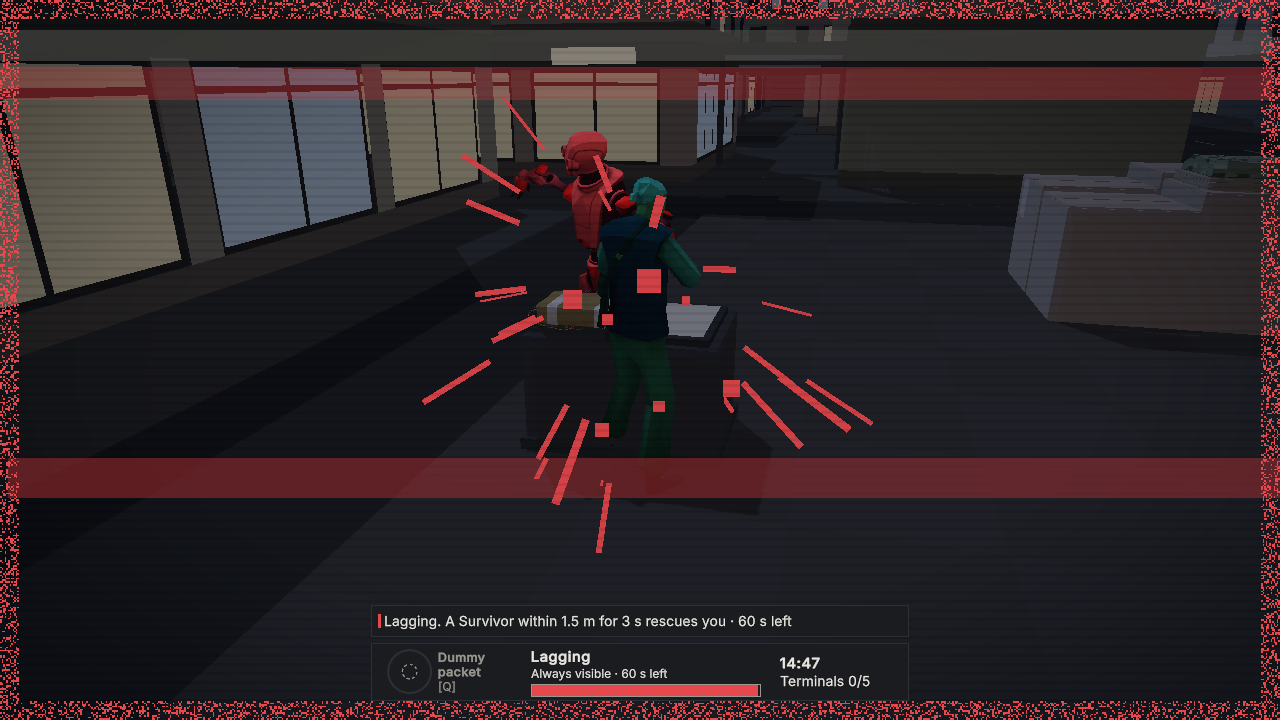 Lagging. A Survivor within 1.5 m for 3 s rescues you · 60 s left
Dummy
packet
[Q]
Lagging
Always visible · 60 s left
14:47
Terminals 0/5